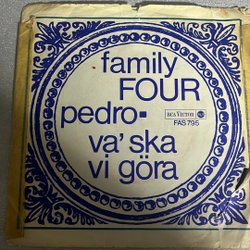 family
FOUR
pedro-
RCA VICTOR
FAS 795
va' ska
vi göra